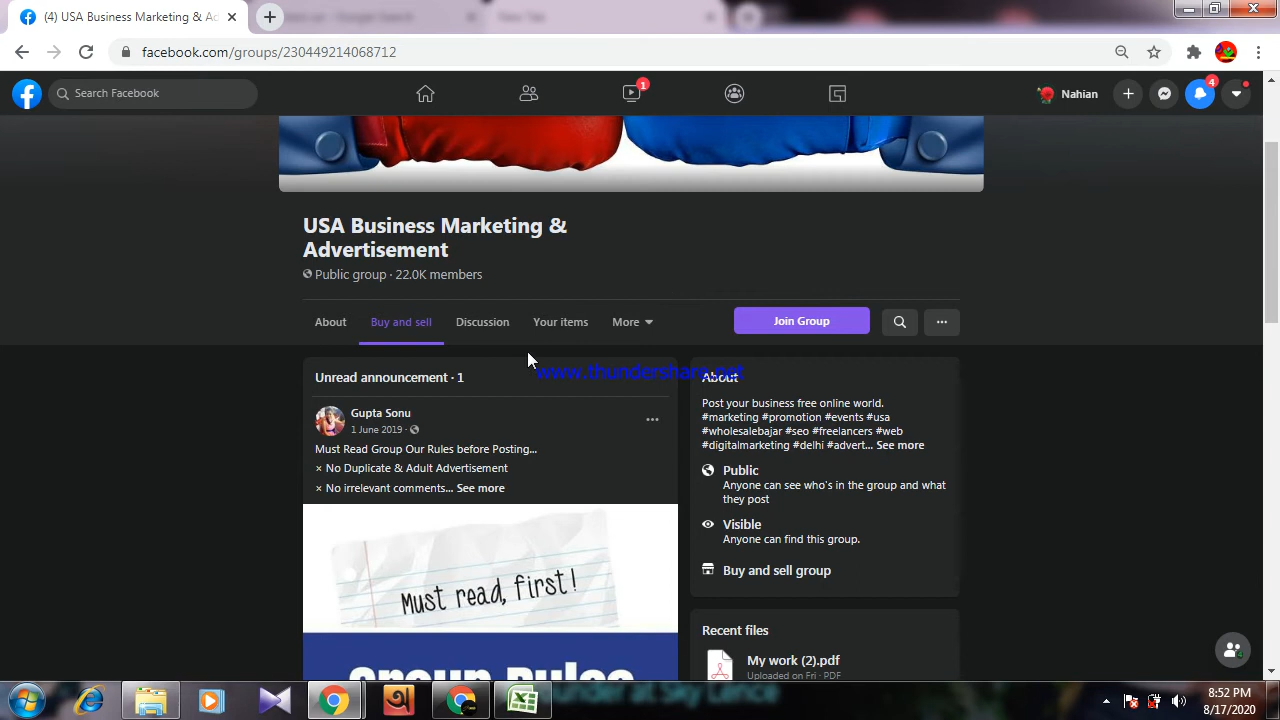 (4) USA Business Marketing & Ac
Google Search
New Tab
facebook.com/groups/230449214068712
Search Facebook
1
Nahian
4
USA Business Marketing &
Advertisement
Public group · 22.0K members
About
Buy and sell
Discussion
Your items
More
Join Group
Unread announcement · 1
www.thundershare.net
Gupta Sonu
1 June 2019 ·
Must Read Group Our Rules before Posting...
× No Duplicate & Adult Advertisement
× No irrelevant comments... See more
Must read, first!
Group Rules
About
Post your business free online world.
#marketing #promotion #events #usa
#wholesalebajar #seo #freelancers #web
#digitalmarketing #delhi #advert... See more
Public
Anyone can see who's in the group and what
they post
Visible
Anyone can find this group.
Buy and sell group
Recent files
My work (2).pdf
Uploaded on Fri · PDF
8:52 PM
8/17/2020